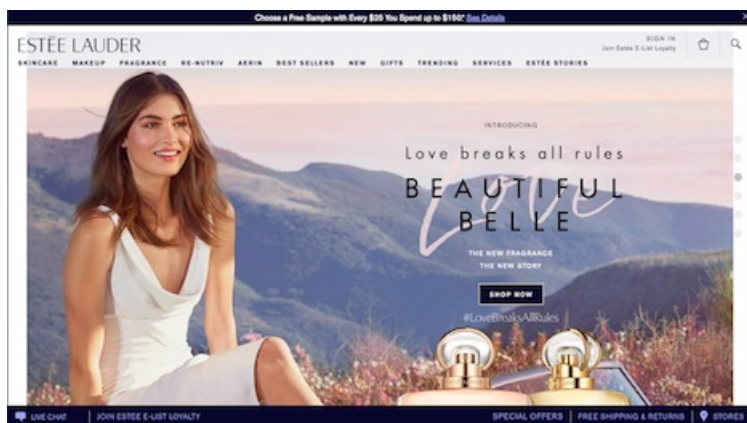 Choose a Free Sample with Every $35 You Spend up to $150.* See Details
ESTĒE LAUDER
SIGN IN
Join Estée E-List Loyalty
SKINCARE MAKEUP FRAGRANCE RE-NUTRIV AERIN BEST SELLERS NEW GIFTS TRENDING SERVICES ESTÉE STORIES
INTRODUCING
Love breaks all rules
Love
BEAUTIFUL
BELLE
THE NEW FRAGRANCE
THE NEW STORY
SHOP NOW
#LoveBreaksAllRules
LIVE CHAT JOIN ESTEE E-LIST LOYALTY SPECIAL OFFERS FREE SHIPPING & RETURNS STORES